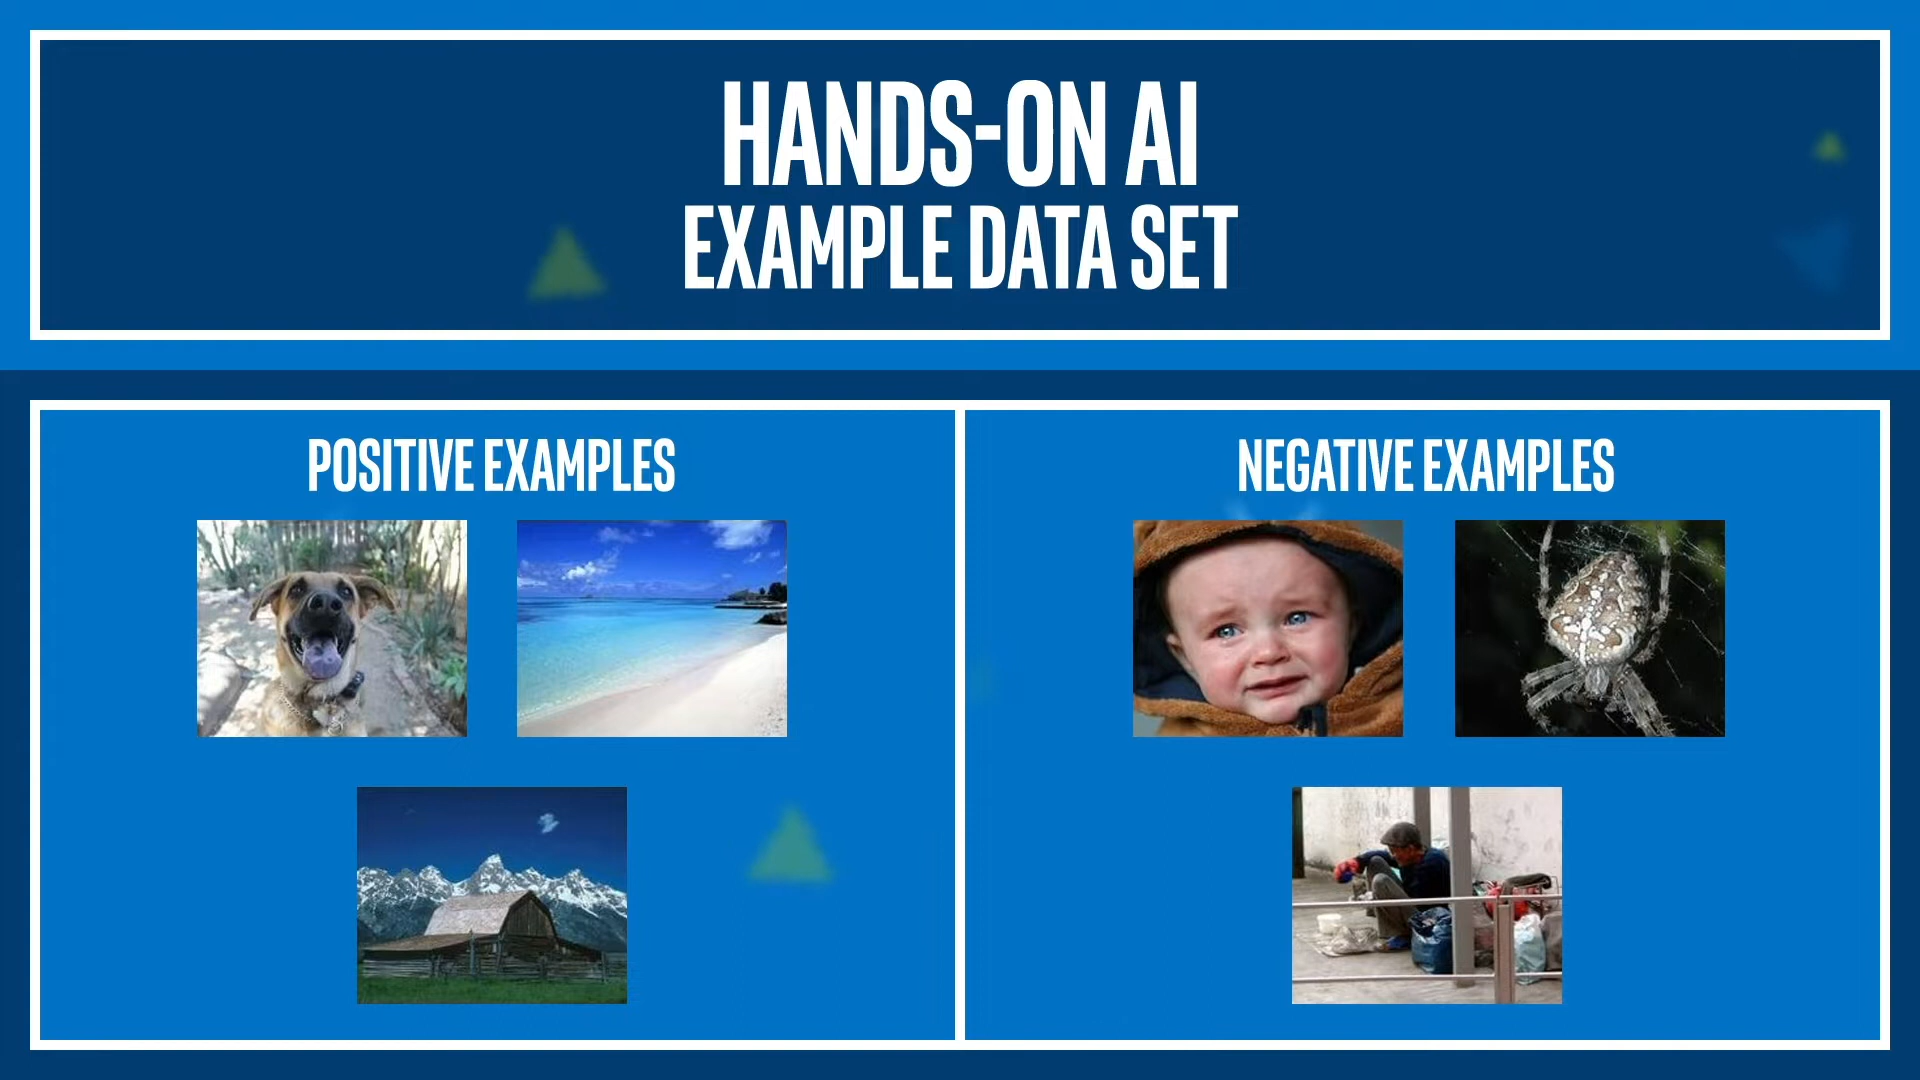 HANDS-ON AI
EXAMPLE DATA SET
POSITIVE EXAMPLES
NEGATIVE EXAMPLES